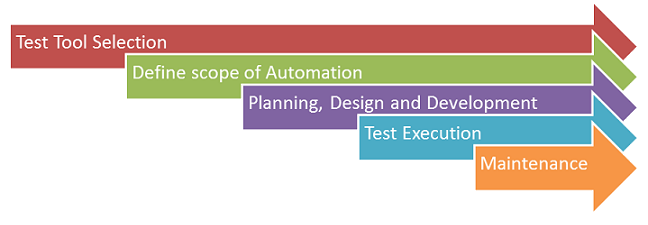 Test Tool Selection
Define scope of Automation
Planning, Design and Development
Test Execution
Maintenance